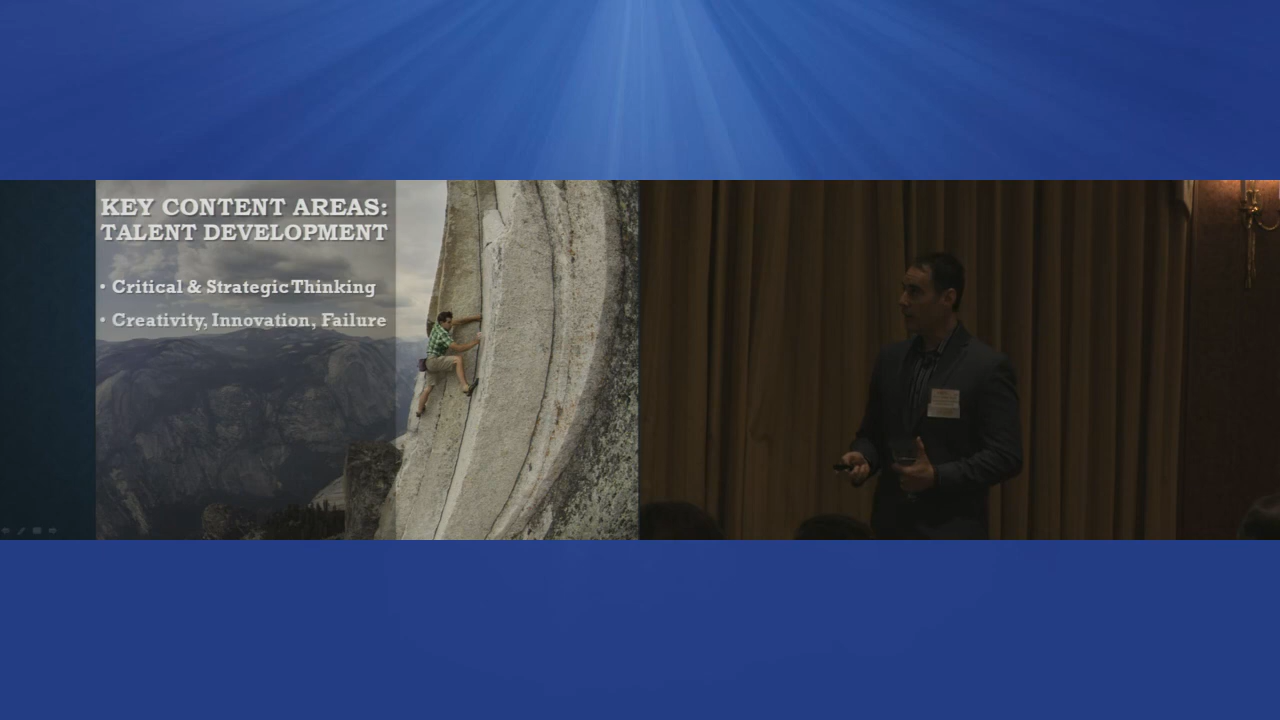 KEY CONTENT AREAS:
TALENT DEVELOPMENT
• Critical & Strategic Thinking
• Creativity, Innovation, Failure